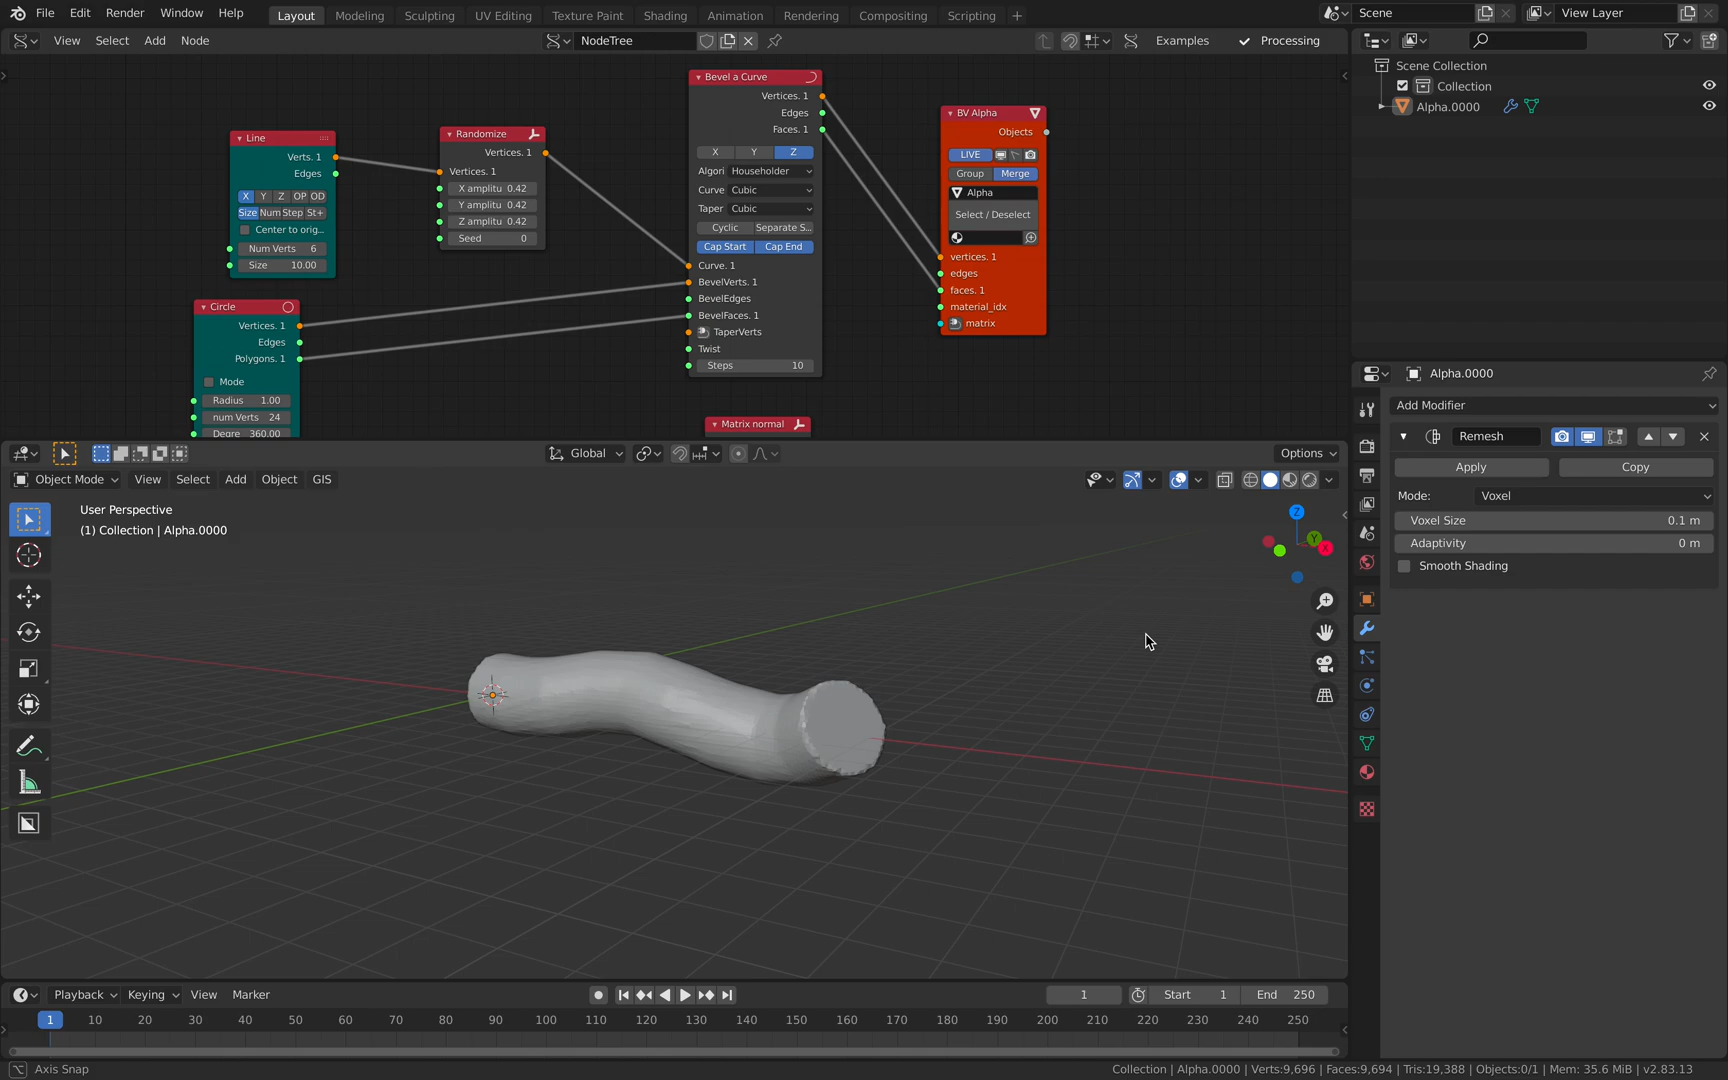 File Edit Render Window Help Layout Modeling Sculpting UV Editing Texture Paint Shading Animation Rendering Compositing Scripting + Scene View Layer
View Select Add Node NodeTree Examples Processing
Scene Collection
Collection
Alpha.0000
Line
Verts. 1
Edges
X Y Z OP OD
Size Num Step St+
Center to orig...
Num Verts 6
Size 10.00
Randomize
Vertices. 1
Vertices. 1
X amplitu 0.42
Y amplitu 0.42
Z amplitu 0.42
Seed 0
Circle
Vertices. 1
Edges
Polygons. 1
Mode
Radius 1.00
num Verts 24
Degre 360.00
Bevel a Curve
Vertices. 1
Edges
Faces. 1
X Y Z
Algori Householder
Curve Cubic
Taper Cubic
Cyclic Separate S...
Cap Start Cap End
Curve. 1
BevelVerts. 1
BevelEdges
BevelFaces. 1
TaperVerts
Twist
Steps 10
Matrix normal
BV Alpha
Objects
LIVE
Group Merge
Alpha
Select / Deselect
vertices. 1
edges
faces. 1
material_idx
matrix
Alpha.0000
Add Modifier
Remesh
Apply Copy
Mode: Voxel
Voxel Size 0.1 m
Adaptivity 0 m
Smooth Shading
Global Options
Object Mode View Select Add Object GIS
User Perspective
(1) Collection | Alpha.0000
Z
Y
X
Playback Keying View Marker 1 Start 1 End 250
1 10 20 30 40 50 60 70 80 90 100 110 120 130 140 150 160 170 180 190 200 210 220 230 240 250
Axis Snap Collection | Alpha.0000 | Verts:9,696 | Faces:9,694 | Tris:19,388 | Objects:0/1 | Mem: 35.6 MiB | v2.83.13